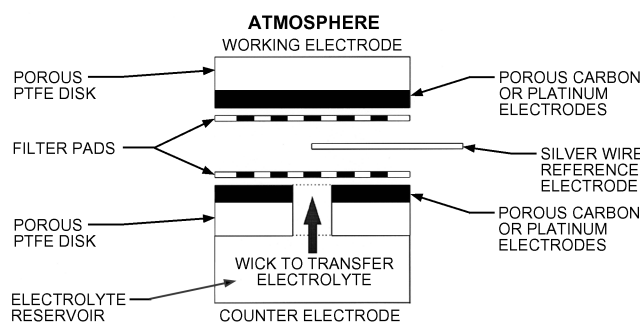 ATMOSPHERE
WORKING ELECTRODE
POROUS
PTFE DISK
POROUS CARBON
OR PLATINUM
ELECTRODES
FILTER PADS
SILVER WIRE
REFERENCE
ELECTRODE
POROUS
PTFE DISK
POROUS CARBON
OR PLATINUM
ELECTRODES
WICK TO TRANSFER
ELECTROLYTE
ELECTROLYTE
RESERVOIR
COUNTER ELECTRODE